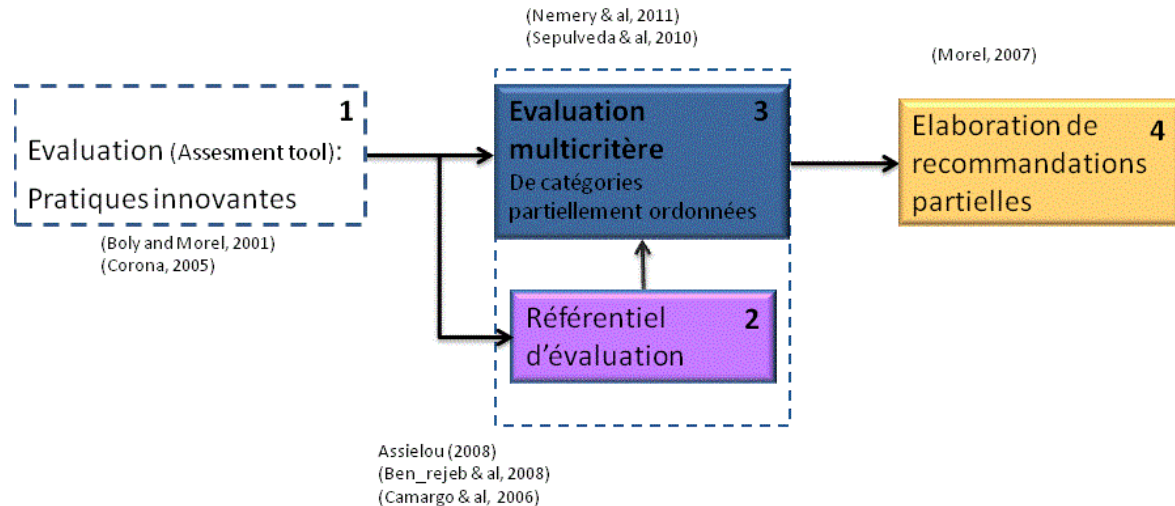 (Nemery & al, 2011)
(Sepulveda & al, 2010)
(Morel, 2007)
1
Evaluation (Assesment tool):
Pratiques innovantes
(Boly and Morel, 2001)
(Corona, 2005)
Evaluation 3
multicritère
De catégories
partiellement ordonnées
Elaboration de 4
recommandations
partielles
Référentiel 2
d'évaluation
Assielou (2008)
(Ben_rejeb & al, 2008)
(Camargo & al, 2006)